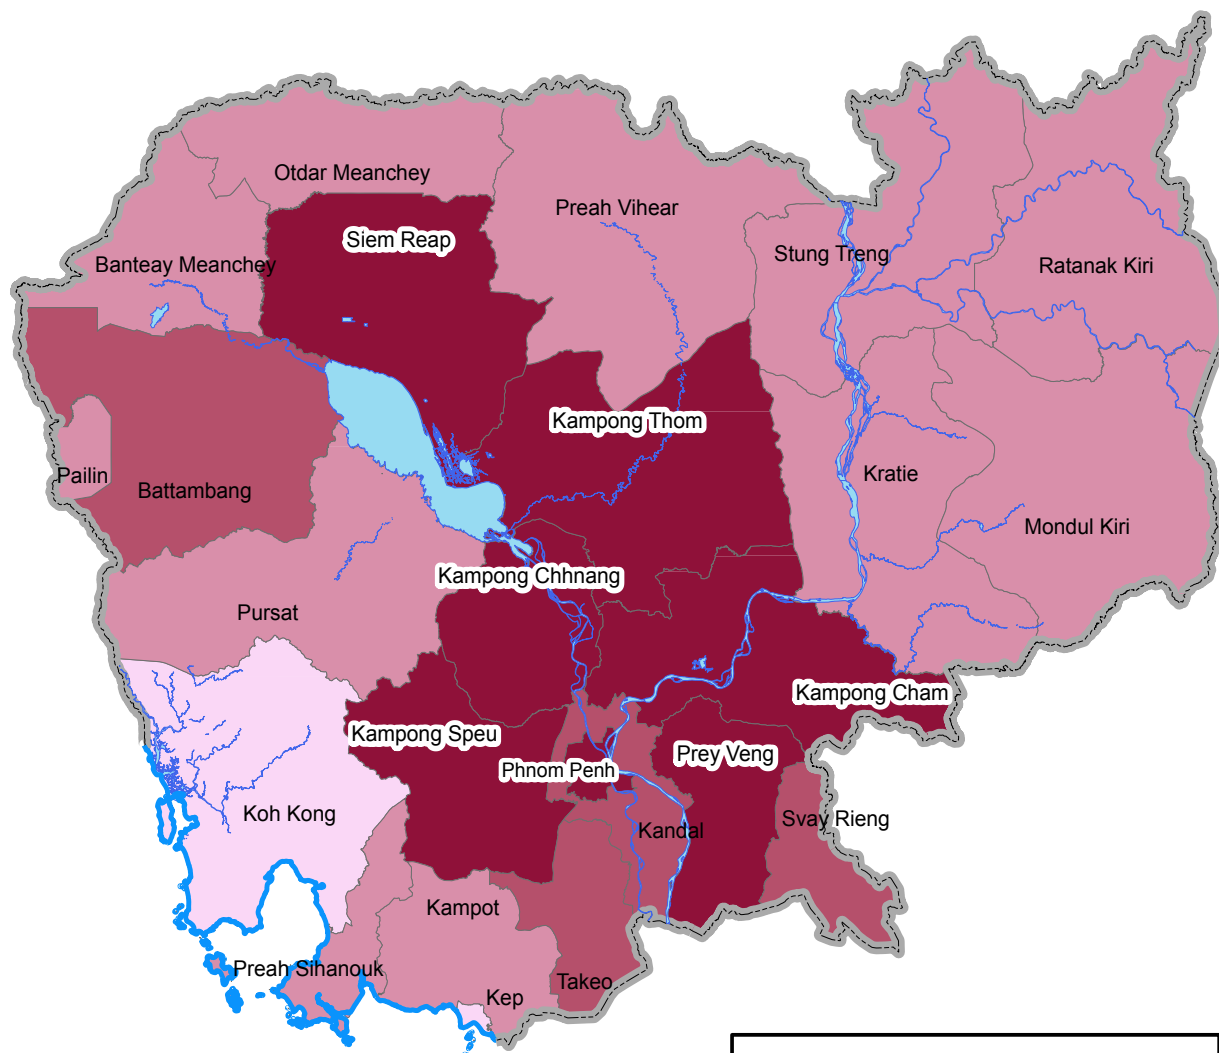 Otdar Meanchey
Preah Vihear
Siem Reap
Stung Treng
Banteay Meanchey
Ratanak Kiri
Kampong Thom
Pailin
Kratie
Battambang
Mondul Kiri
Kampong Chhnang
Pursat
Kampong Cham
Kampong Speu
Prey Veng
Phnom Penh
Koh Kong
Svay Rieng
Kandal
Kampot
Preah Sihanouk
Takeo
Kep